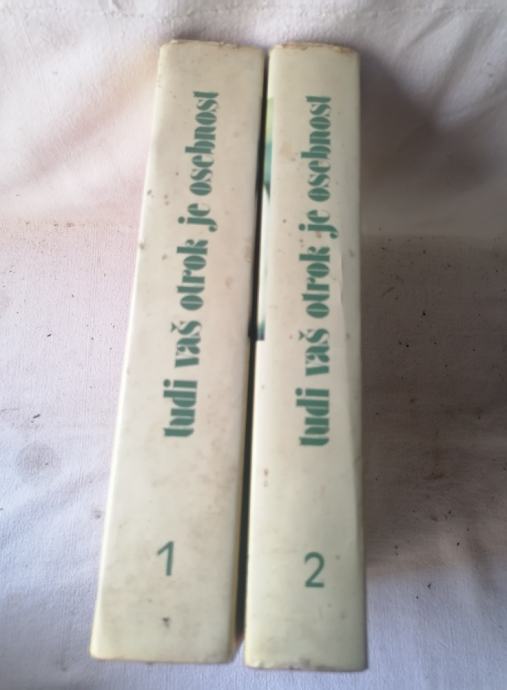 tudi vaš otrok je osebnost
1
tudi vaš otrok je osebnost
2